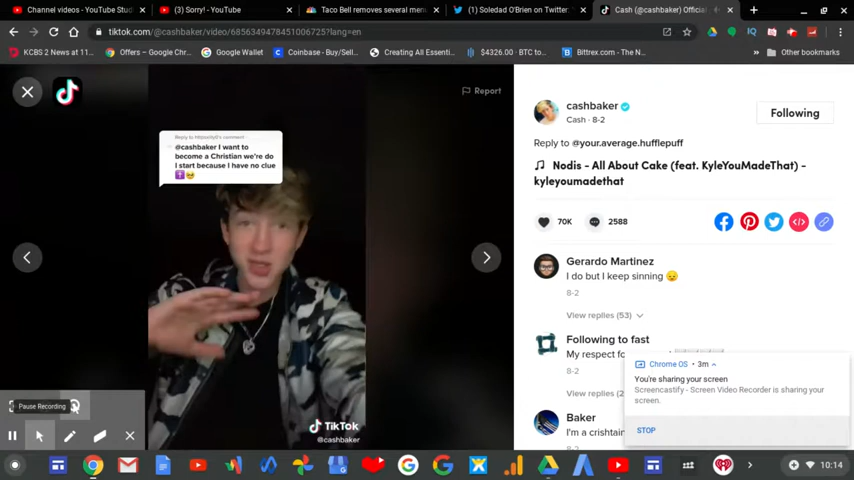 Channel videos - YouTube Stud
(3) Sorry! - YouTube
Taco Bell removes several men
(1) Soledad O'Brien on Twitter:
Cash (@cashbaker) Offici
tiktok.com/@cashbaker/video/6856349478451006725?lang=en
KCBS 2 News at 11...
Offers – Google Chr...
Google Wallet
Coinbase - Buy/Sell...
Creating All Essenti...
$4326.00 - BTC to...
Bittrex.com - The N...
Other bookmarks
Report
@cashbaker I want to
become a Christian we're do
I start because I have no clue
TikTok
@cashbaker
cashbaker
Cash · 8-2
Following
Reply to @your.average.hufflepuff
Nodis - All About Cake (feat. KyleYouMadeThat) -
kyleyoumadethat
70K
2588
Gerardo Martinez
I do but I keep sinning 😞
8-2
View replies (53)
Following to fast
My respect
8-2
View replies
Baker
I'm a crishtain
Chrome OS • 3m
You're sharing your screen
Screencastify - Screen Video Recorder is sharing your
screen.
STOP
Pause Recording
10:14